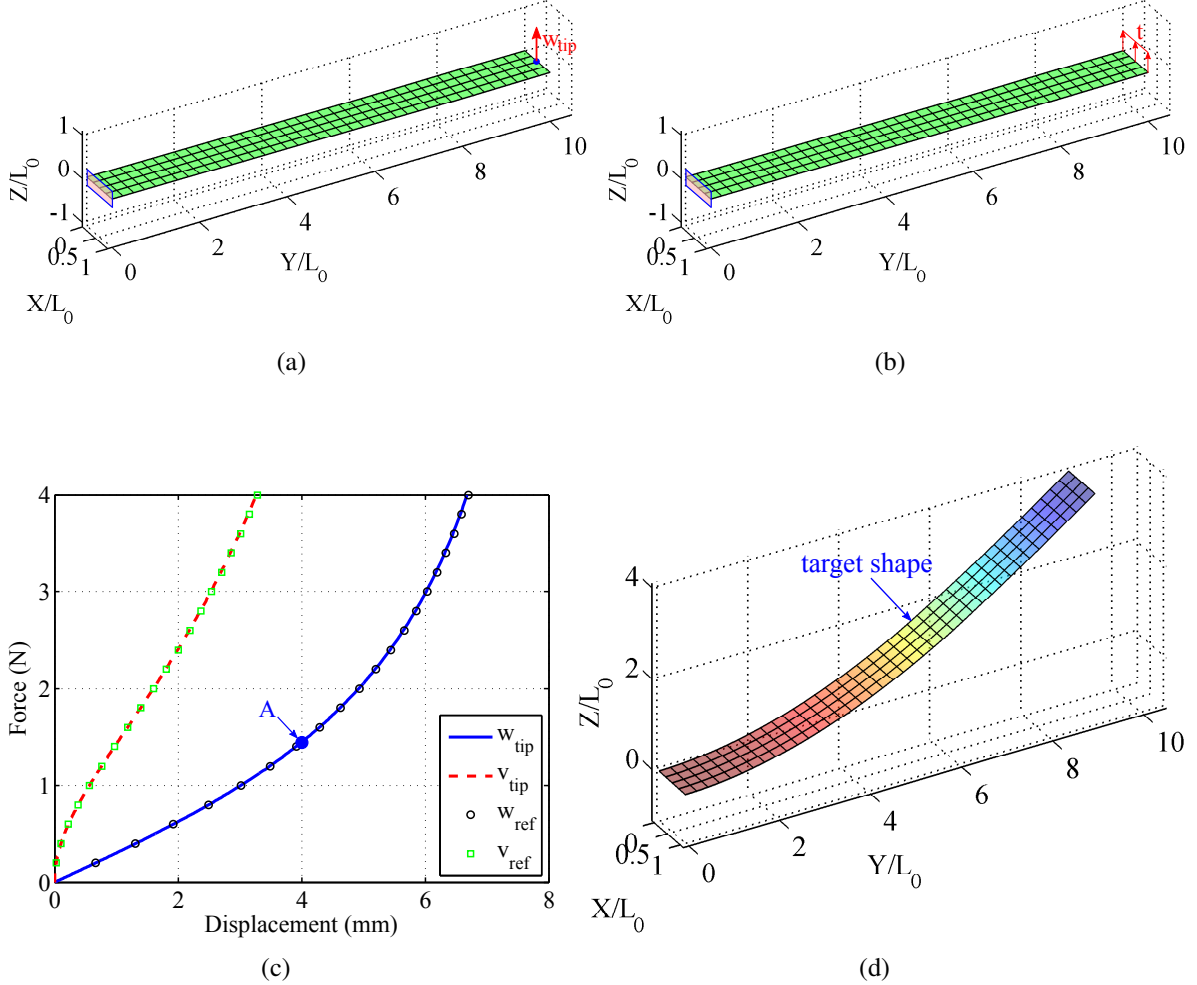 w_tip
1
0
-1
Z/L_0
0
0.5
1
X/L_0
0
2
4
6
8
10
Y/L_0
(a)
t
1
0
-1
Z/L_0
0
0.5
1
X/L_0
0
2
4
6
8
10
Y/L_0
(b)
4
3
2
1
0
Force (N)
A
w_tip
v_tip
w_ref
v_ref
0
2
4
6
8
Displacement (mm)
(c)
target shape
4
2
0
Z/L_0
0
0.5
1
X/L_0
0
2
4
6
8
10
Y/L_0
(d)